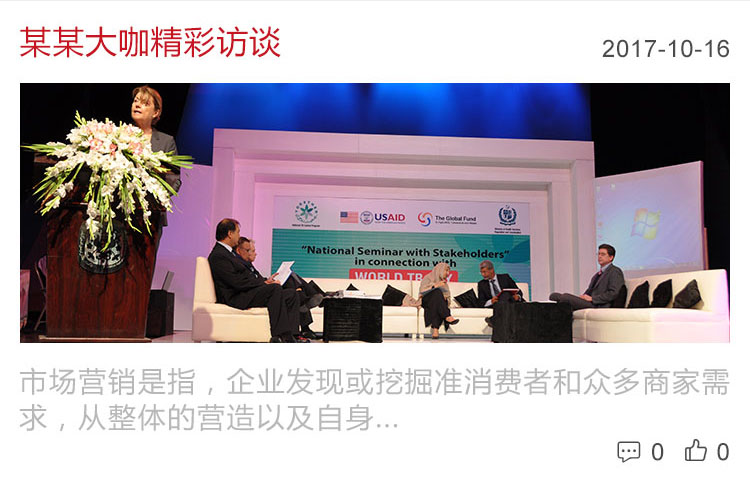 某某大咖精彩访谈
2017-10-16
USAID
The Global Fund
"National Seminar with Stakeholders"
in connection with
市场营销是指，企业发现或挖掘准消费者和众多商家需
求，从整体的营造以及自身...
0 0